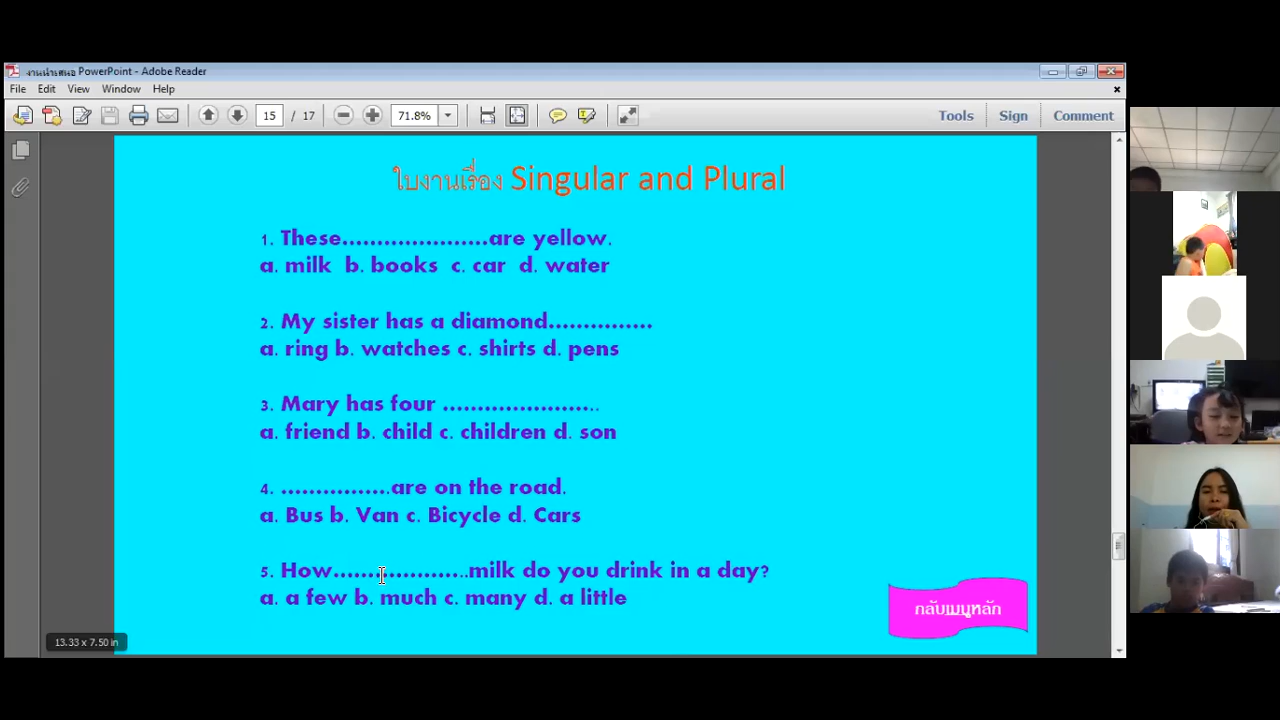 งานนำเสนอ PowerPoint - Adobe Reader
File Edit View Window Help
15 / 17 71.8% Tools Sign Comment
ใบงานเรื่อง Singular and Plural
1. These.....................are yellow.
a. milk b. books c. car d. water
2. My sister has a diamond...............
a. ring b. watches c. shirts d. pens
3. Mary has four .......................
a. friend b. child c. children d. son
4. ................are on the road.
a. Bus b. Van c. Bicycle d. Cars
5. How....................milk do you drink in a day?
a. a few b. much c. many d. a little
กลับเมนูหลัก
13.33 x 7.50 in